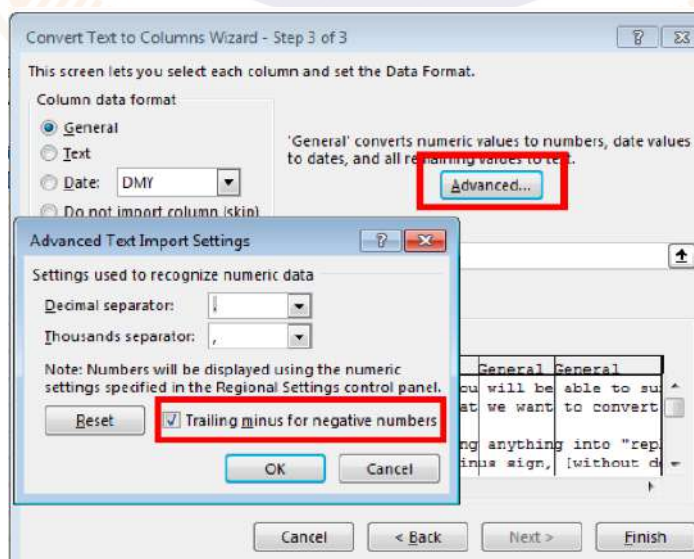 Convert Text to Columns Wizard - Step 3 of 3
This screen lets you select each column and set the Data Format.
Column data format
General
Text
Date: DMY
Do not import column (skip)
'General' converts numeric values to numbers, date values
to dates, and all remaining values to text.
Advanced...
Advanced Text Import Settings
Settings used to recognize numeric data
Decimal separator: .
Thousands separator: ,
Note: Numbers will be displayed using the numeric
settings specified in the Regional Settings control panel.
Reset
Trailing minus for negative numbers
OK
Cancel
General General
will be able to
at we want to convert
ng anything into "rep
sign, [without d
Cancel
< Back
Next >
Finish